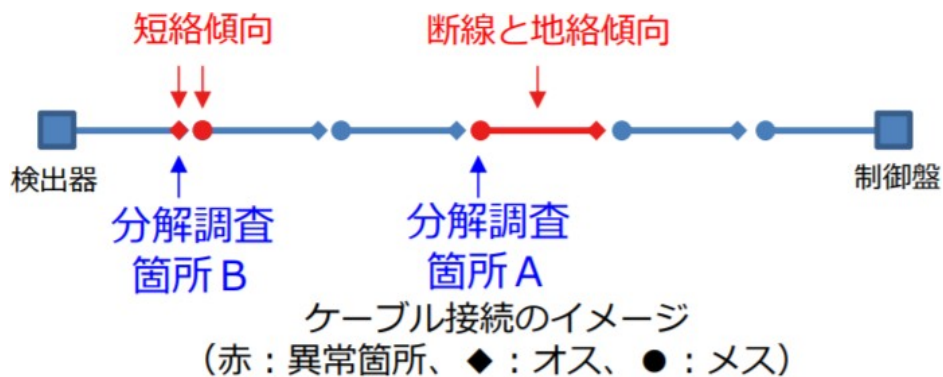 短絡傾向
断線と地絡傾向
検出器
制御盤
分解調査
箇所B
分解調査
箇所A
ケーブル接続のイメージ
（赤：異常箇所、◆：オス、●：メス）